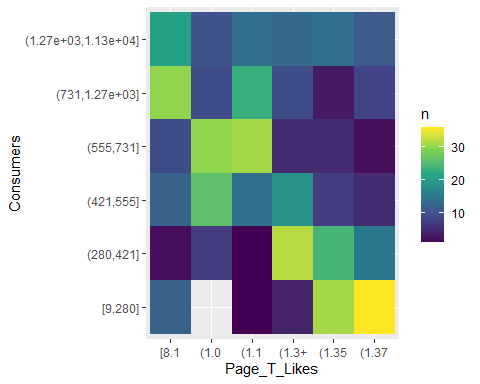 (1.27e+03,1.13e+04]
(731,1.27e+03]
(555,731]
(421,555]
(280,421]
[9,280]
Consumers
[8.1 (1.0 (1.1 (1.3+ (1.35 (1.37
Page_T_Likes
n
30
20
10